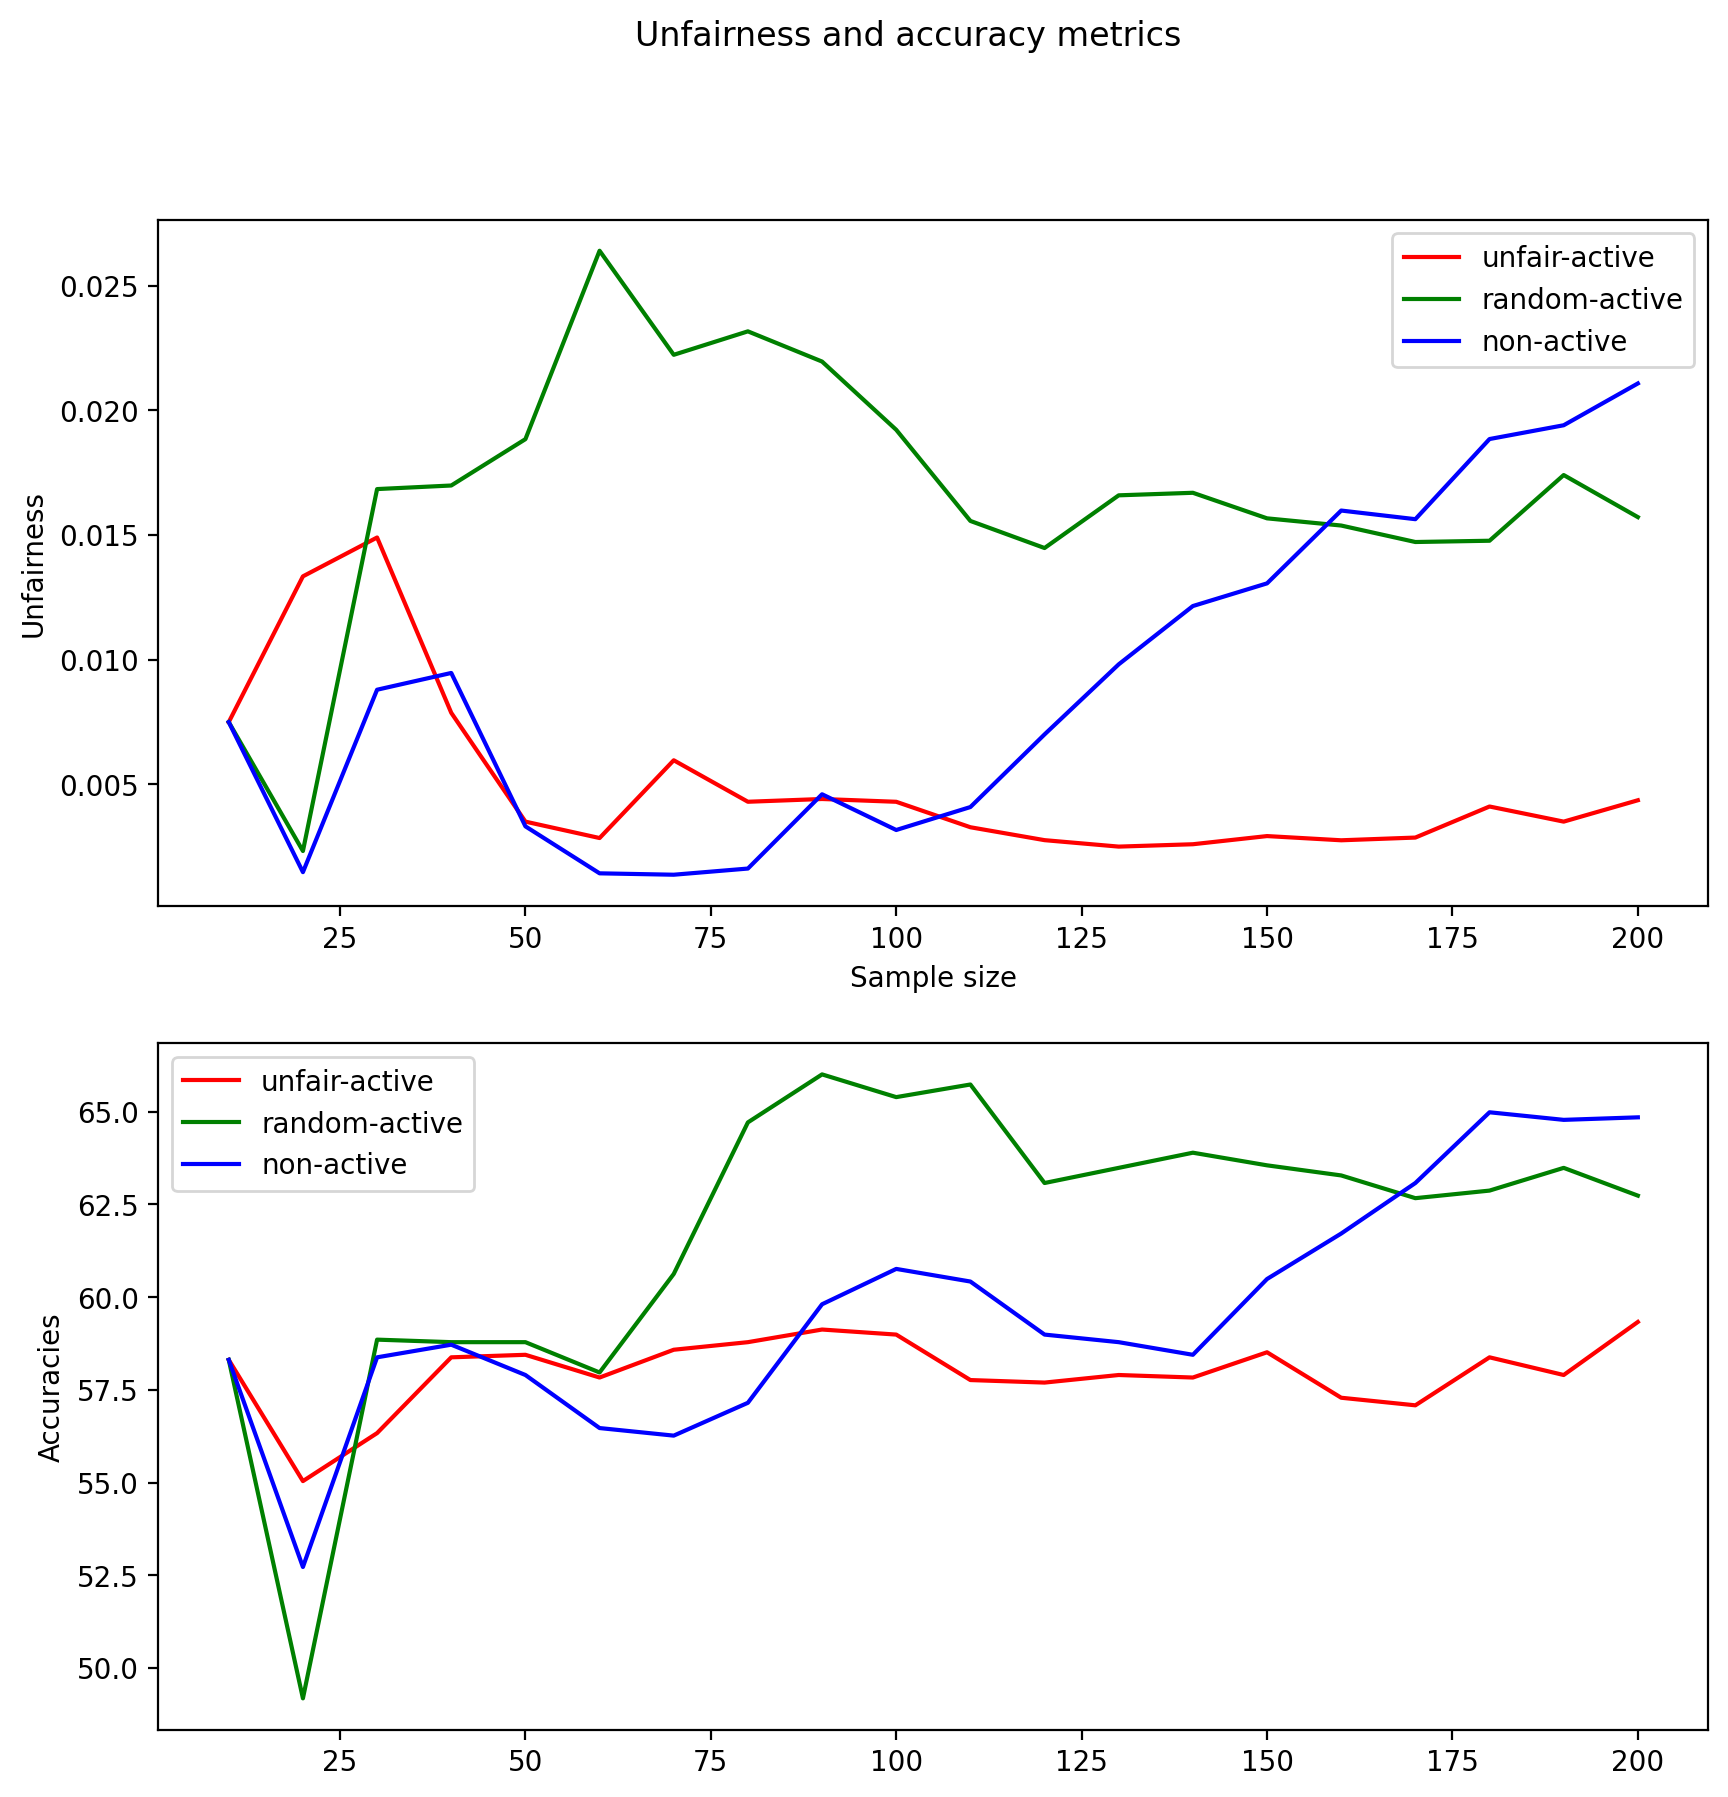 Unfairness and accuracy metrics
unfair-active
random-active
non-active
0.025
0.020
0.015
0.010
0.005
Unfairness
25 50 75 100 125 150 175 200
Sample size
unfair-active
random-active
non-active
65.0
62.5
60.0
57.5
55.0
52.5
50.0
Accuracies
25 50 75 100 125 150 175 200